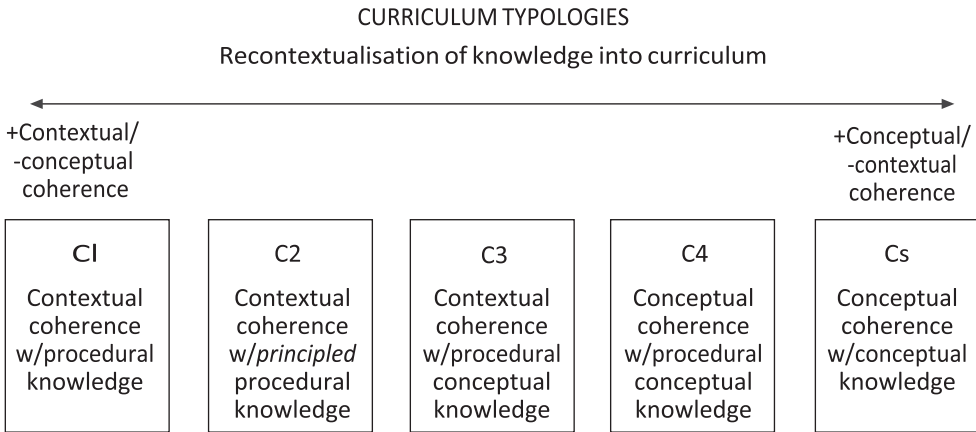 CURRICULUM TYPOLOGIES
Recontextualisation of knowledge into curriculum
+Contextual/
-conceptual
coherence
+Conceptual/
-contextual
coherence
Cl
Contextual
coherence
w/procedural
knowledge
C2
Contextual
coherence
w/principled
procedural
knowledge
C3
Contextual
coherence
w/procedural
conceptual
knowledge
C4
Conceptual
coherence
w/procedural
conceptual
knowledge
Cs
Conceptual
coherence
w/conceptual
knowledge